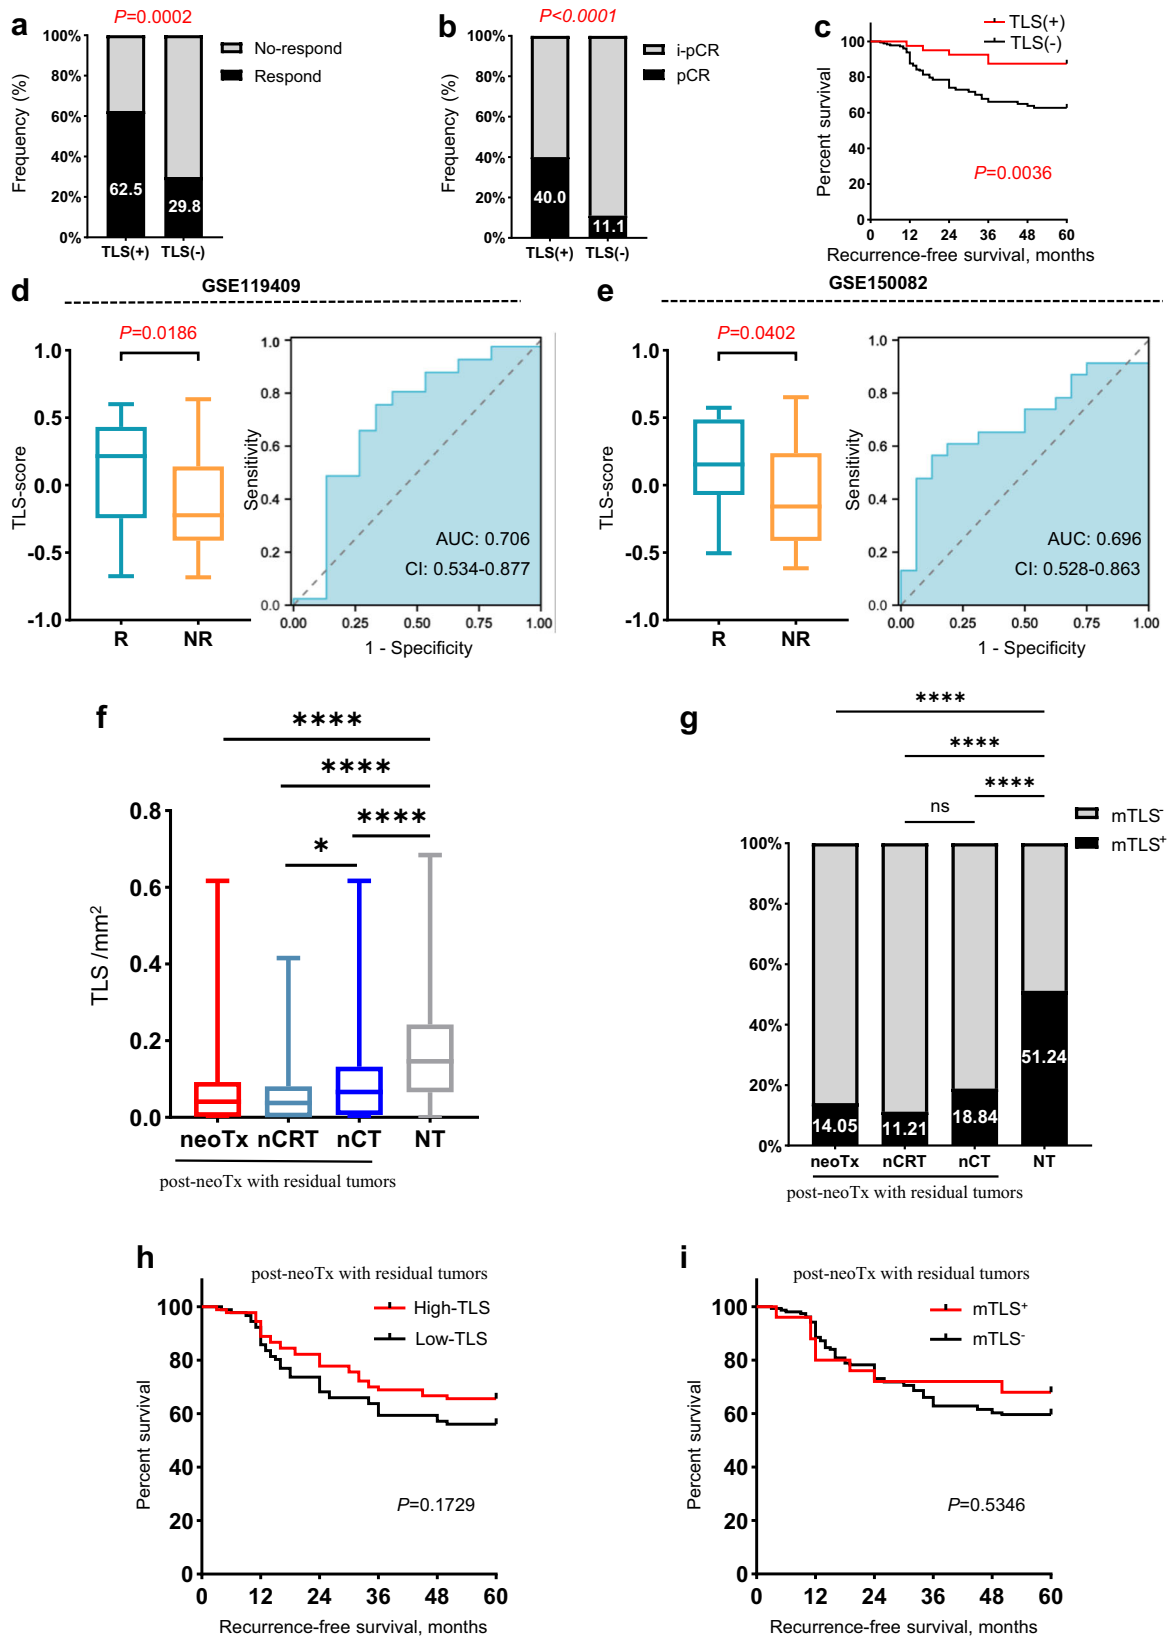 a
P=0.0002
100%
80%
60%
40%
20%
0%
Frequency (%)
62.5
29.8
TLS(+) TLS(-)
No-respond
Respond
b
P<0.0001
100%
80%
60%
40%
20%
0%
Frequency (%)
40.0
11.1
TLS(+) TLS(-)
i-pCR
pCR
c
TLS(+)
TLS(-)
100
80
60
40
20
0
Percent survival
P=0.0036
0 12 24 36 48 60
Recurrence-free survival, months
d
GSE119409
P=0.0186
1.0
0.5
0.0
-0.5
-1.0
TLS-score
R NR
1.0
0.8
0.6
0.4
0.2
0.0
Sensitivity
AUC: 0.706
CI: 0.534-0.877
0.00 0.25 0.50 0.75 1.00
1 - Specificity
e
GSE150082
P=0.0402
1.0
0.5
0.0
-0.5
-1.0
TLS-score
R NR
1.0
0.8
0.6
0.4
0.2
0.0
Sensitivity
AUC: 0.696
CI: 0.528-0.863
0.00 0.25 0.50 0.75 1.00
1 - Specificity
f
****
****
****
*
0.8
0.6
0.4
0.2
0.0
TLS /mm²
neoTx nCRT nCT NT
post-neoTx with residual tumors
g
****
****
****
ns
mTLS⁻
mTLS⁺
100%
80%
60%
40%
20%
0%
14.05
11.21
18.84
51.24
neoTx nCRT nCT NT
post-neoTx with residual tumors
h
post-neoTx with residual tumors
High-TLS
Low-TLS
100
80
60
40
20
0
Percent survival
P=0.1729
0 12 24 36 48 60
Recurrence-free survival, months
i
post-neoTx with residual tumors
mTLS⁺
mTLS⁻
100
80
60
40
20
0
Percent survival
P=0.5346
0 12 24 36 48 60
Recurrence-free survival, months